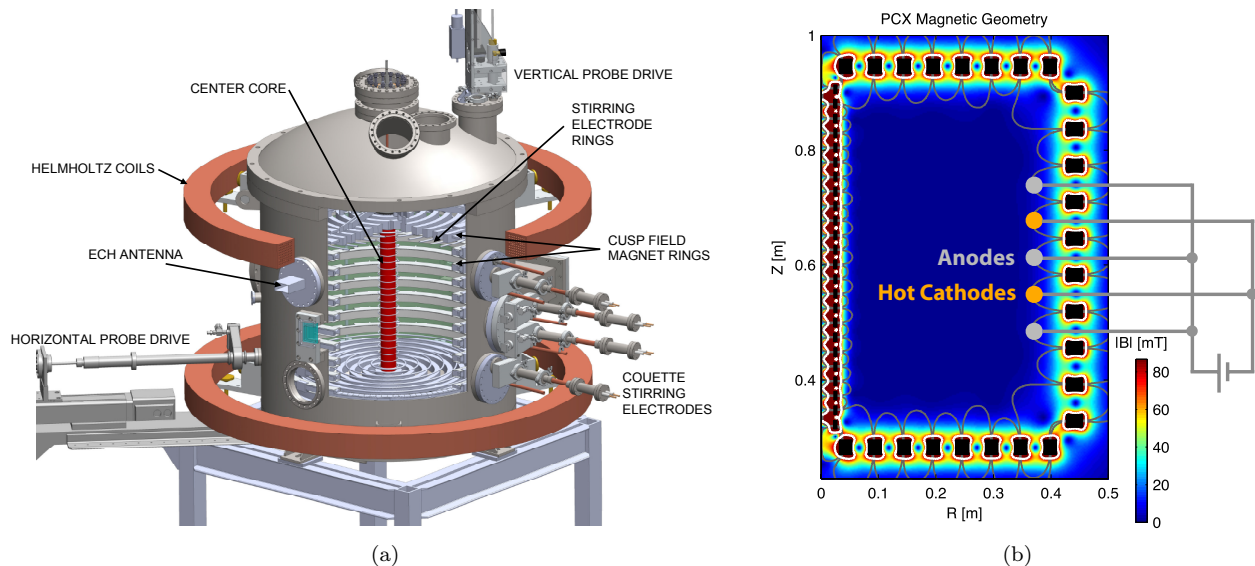 CENTER CORE
VERTICAL PROBE DRIVE
STIRRING
ELECTRODE
RINGS
HELMHOLTZ COILS
CUSP FIELD
MAGNET RINGS
ECH ANTENNA
HORIZONTAL PROBE DRIVE
COUETTE
STIRRING
ELECTRODES
(a)
PCX Magnetic Geometry
1
0.8
0.6
0.4
Z [m]
Anodes
Hot Cathodes
0
0.1
0.2
0.3
0.4
0.5
R [m]
|B| [mT]
80
60
40
20
0
(b)